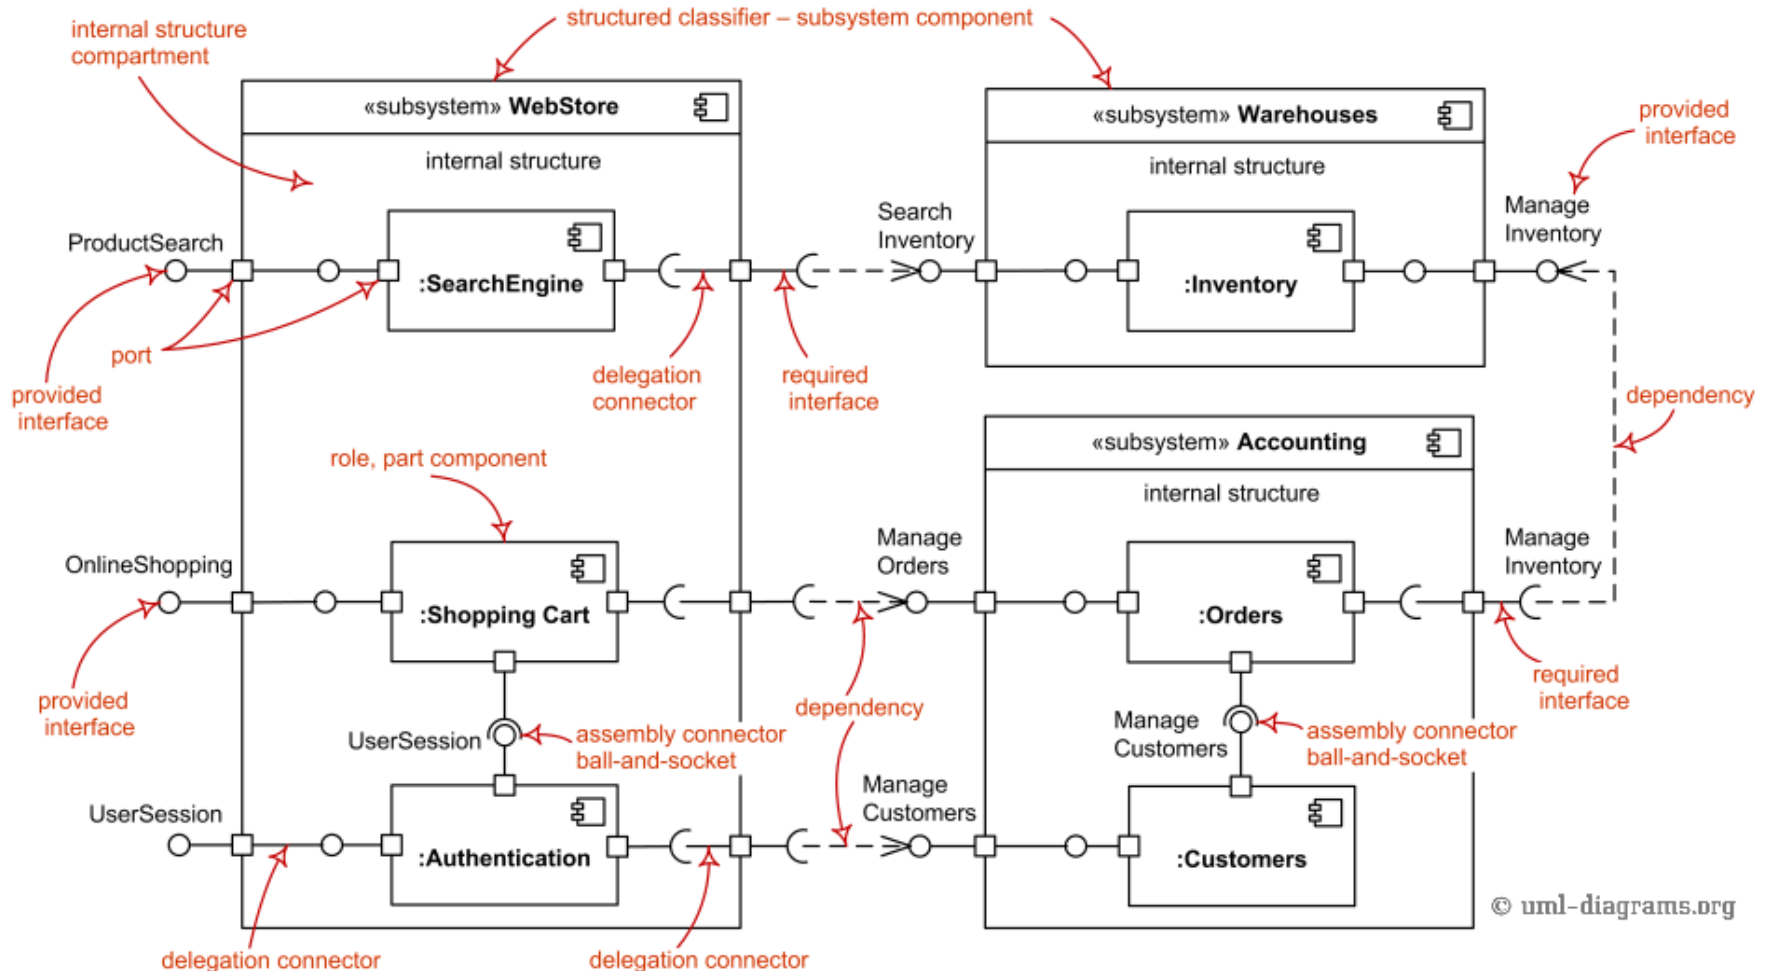 structured classifier – subsystem component
internal structure
compartment
«subsystem» WebStore
internal structure
«subsystem» Warehouses
internal structure
provided
interface
ProductSearch
:SearchEngine
Search
Inventory
:Inventory
Manage
Inventory
port
provided
interface
delegation
connector
required
interface
dependency
role, part component
«subsystem» Accounting
internal structure
OnlineShopping
:Shopping Cart
Manage
Orders
:Orders
Manage
Inventory
provided
interface
dependency
required
interface
UserSession
assembly connector
ball-and-socket
Manage
Customers
assembly connector
ball-and-socket
UserSession
:Authentication
Manage
Customers
:Customers
© uml-diagrams.org
delegation connector
delegation connector